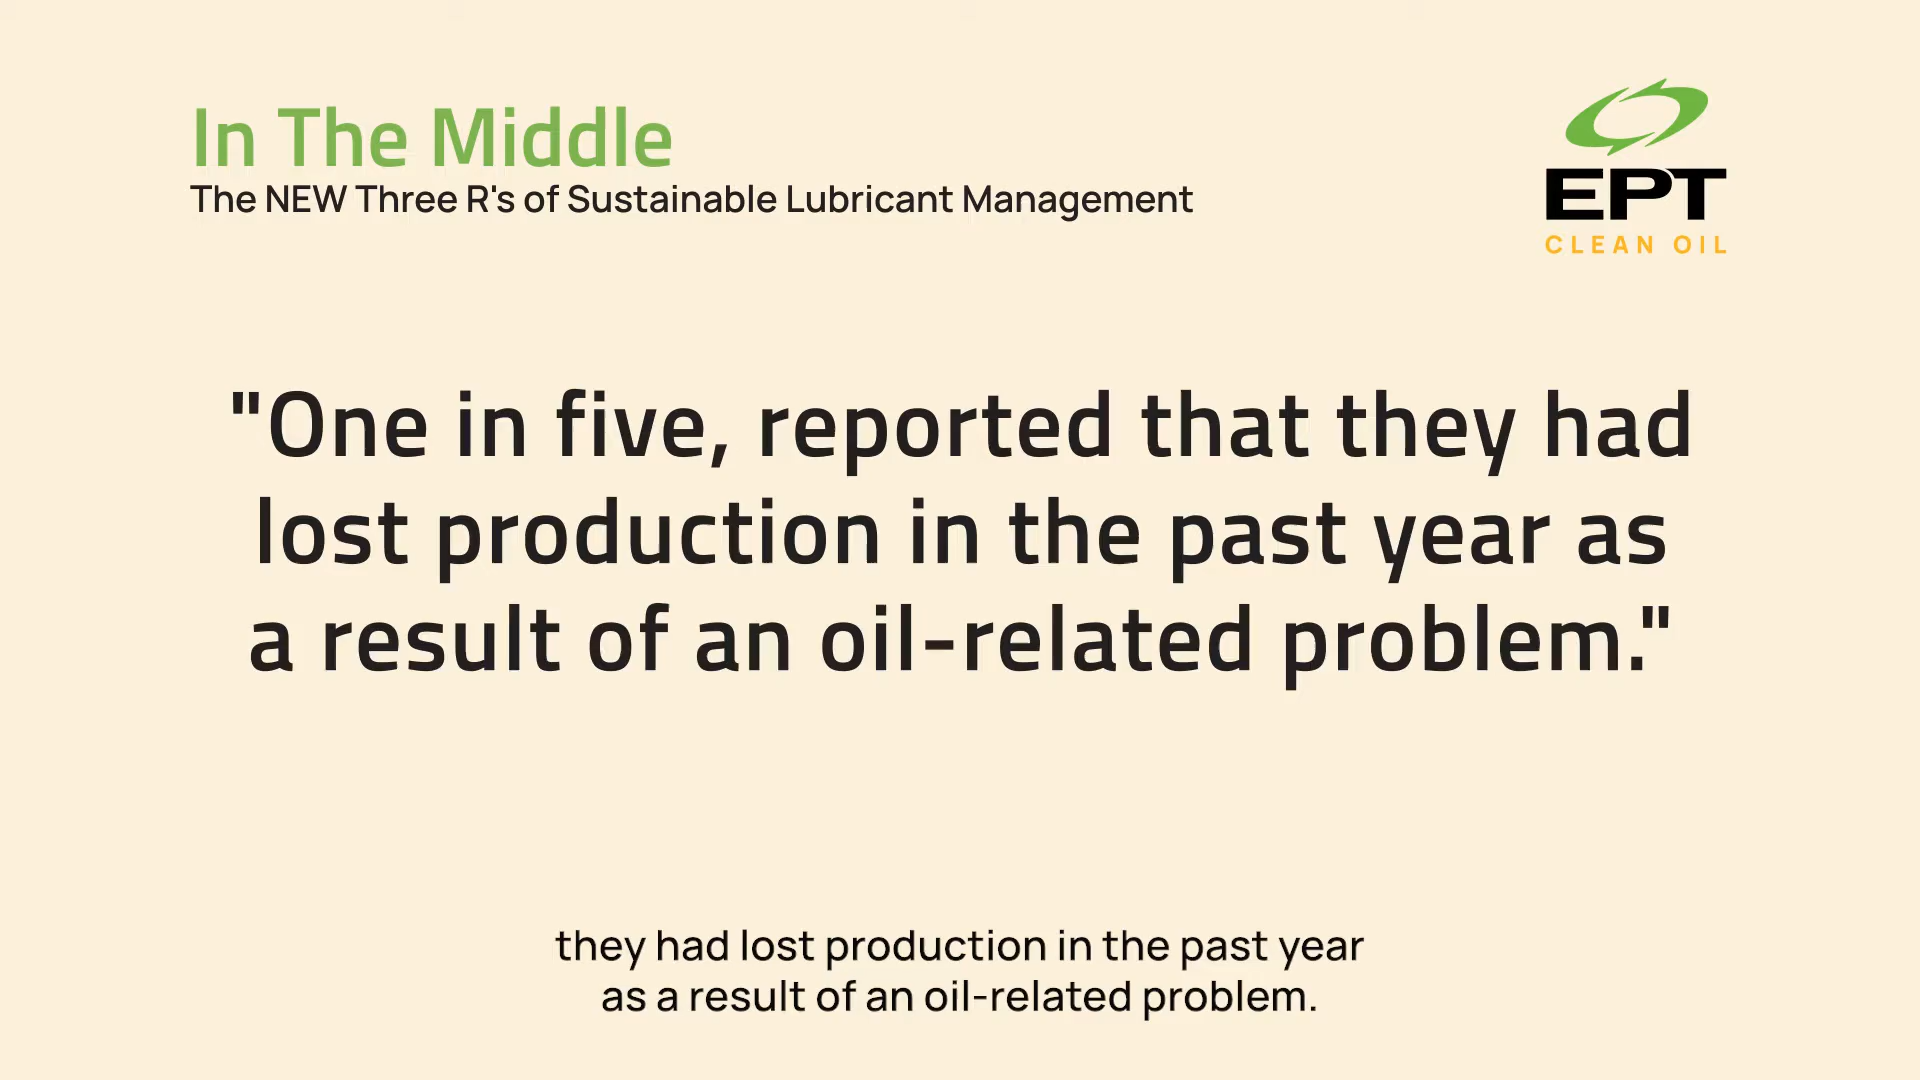 In The Middle
The NEW Three R's of Sustainable Lubricant Management
EPT
CLEAN OIL
"One in five, reported that they had
lost production in the past year as
a result of an oil-related problem."
they had lost production in the past year
as a result of an oil-related problem.